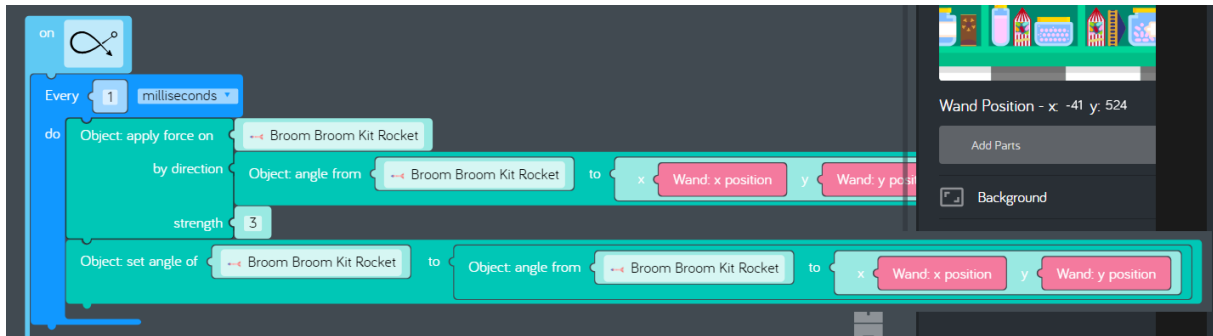 on
Every 1 milliseconds
do Object: apply force on Broom Broom Kit Rocket
by direction Object: angle from Broom Broom Kit Rocket to x Wand: x position y Wand: y posi
strength 3
Object: set angle of Broom Broom Kit Rocket to Object: angle from Broom Broom Kit Rocket to x Wand: x position y Wand: y position
Wand Position - x: -41 y: 524
Add Parts
Background